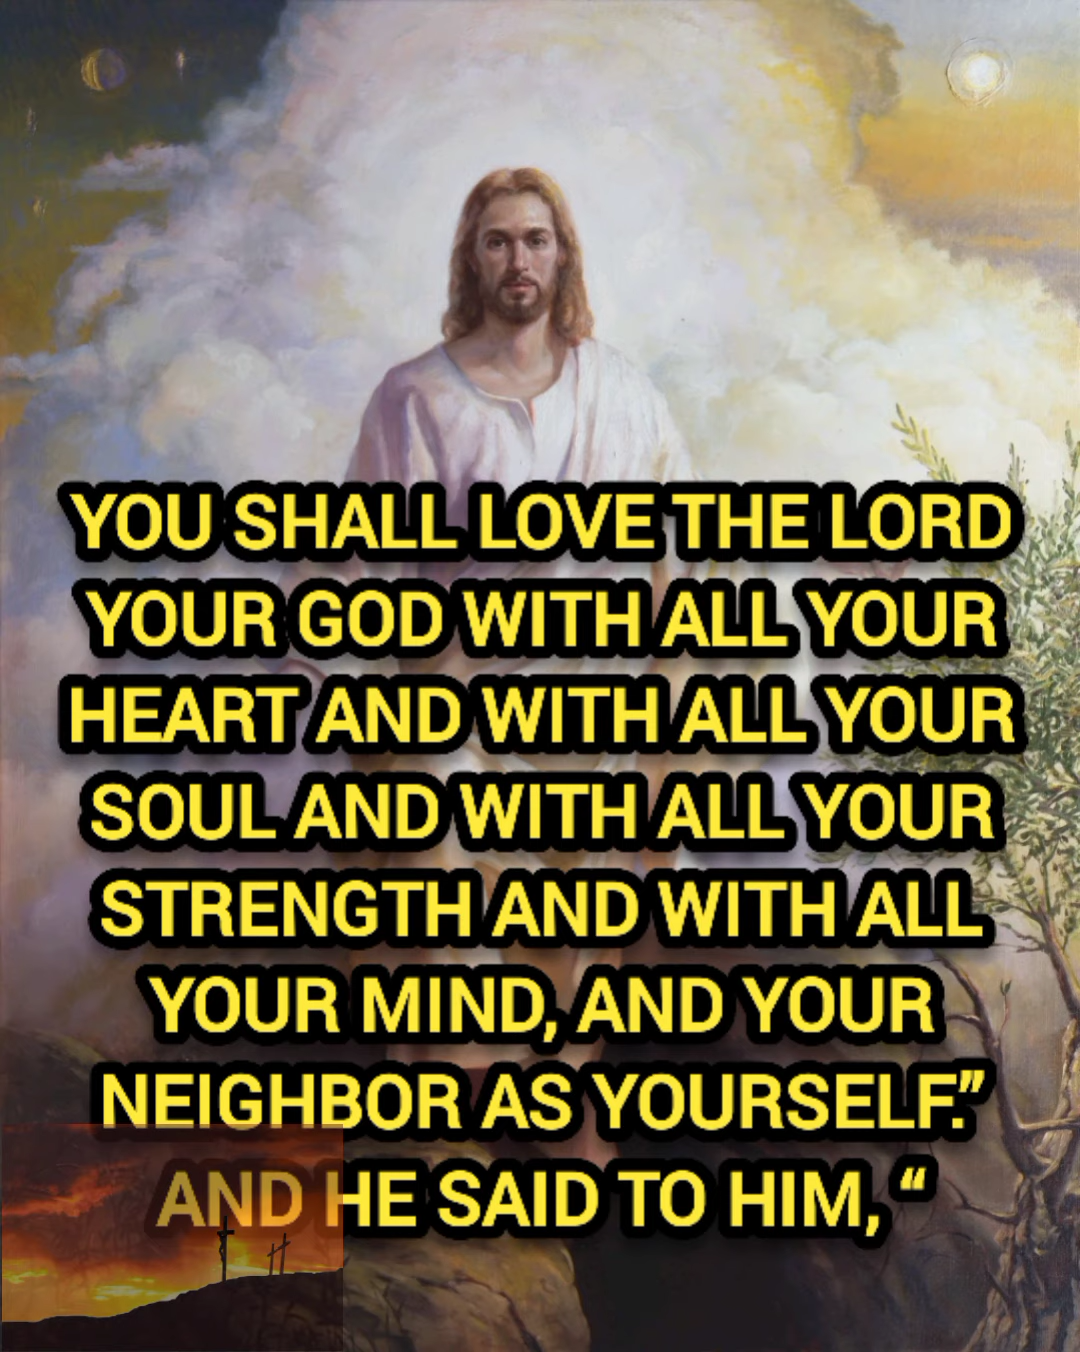 YOU SHALL LOVE THE LORD
YOUR GOD WITH ALL YOUR
HEART AND WITH ALL YOUR
SOUL AND WITH ALL YOUR
STRENGTH AND WITH ALL
YOUR MIND, AND YOUR
NEIGHBOR AS YOURSELF.”
AND HE SAID TO HIM, “